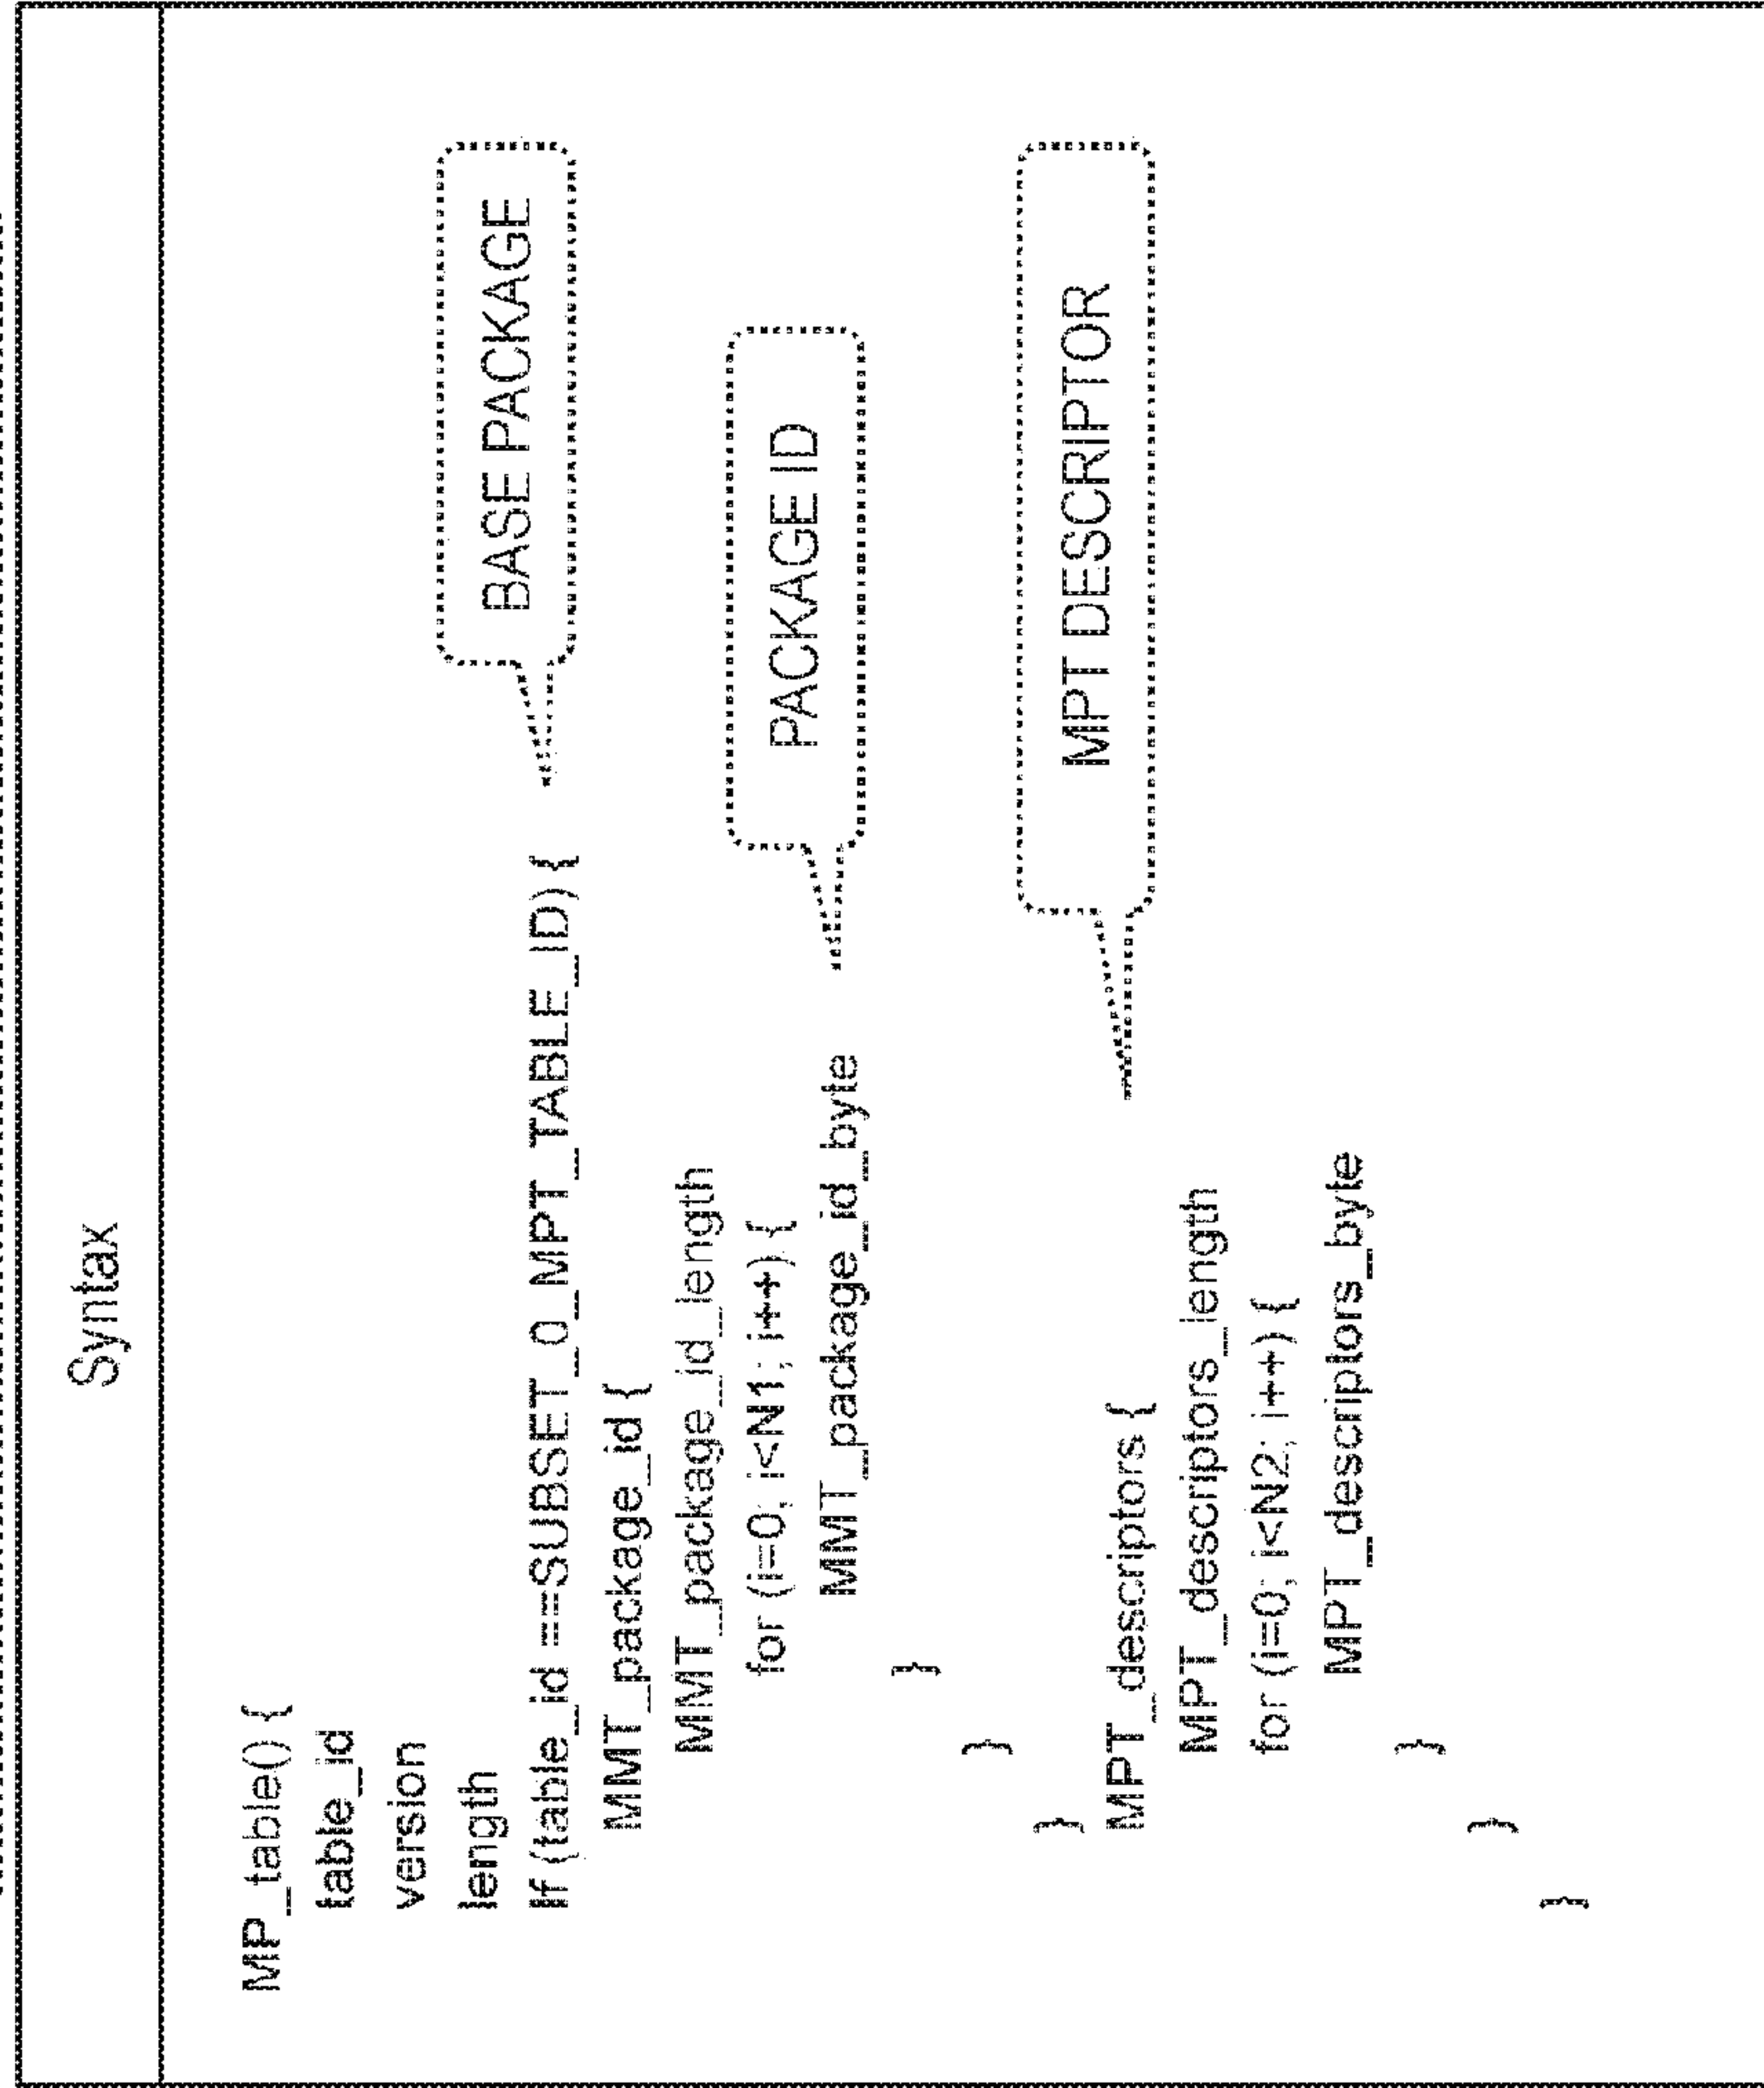 Syntax
MP_table() {
table_id
version
length
If (table_id ==SUBSET_0_MPT_TABLE_ID) {
BASE PACKAGE
MMT_package_id {
MMT_package_id_length
for (i=0; i<N1; i++) {
PACKAGE ID
MMT_package_id_byte
}
}
}
MPT_descriptors {
MPT DESCRIPTOR
MPT_descriptors_length
for (i=0; i<N2; i++) {
MPT_descriptors_byte
}
}
}